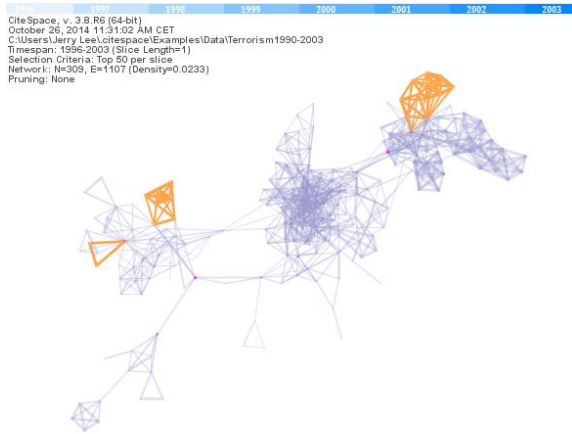 1996 1997 1998 1999 2000 2001 2002 2003
CiteSpace, v. 3.8.R6 (64-bit)
October 26, 2014 11:31:02 AM CET
C:\Users\Jerry Lee\.citespace\Examples\Data\Terrorism1990-2003
Timespan: 1996-2003 (Slice Length=1)
Selection Criteria: Top 50 per slice
Network: N=309, E=1107 (Density=0.0233)
Pruning: None